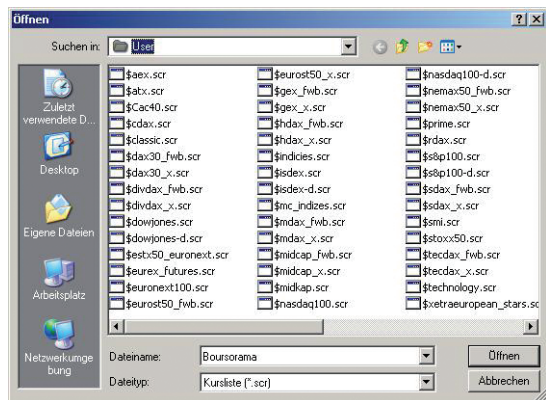 Öffnen
Suchen in:
User
Zuletzt
verwendete D...
Desktop
Eigene Dateien
Arbeitsplatz
Netzwerkumge
bung
$aex.scr
$atx.scr
$Cac40.scr
$cdax.scr
$classic.scr
$dax30_fwb.scr
$dax30_x.scr
$divdax_fwb.scr
$divdax_x.scr
$dowjones.scr
$dowjones-d.scr
$estx50_euronext.scr
$eurex_futures.scr
$euronext100.scr
$eurost50_fwb.scr
$eurost50_x.scr
$gex_fwb.scr
$gex_x.scr
$hdax_fwb.scr
$hdax_x.scr
$indicies.scr
$isdex.scr
$isdex-d.scr
$mc_indizes.scr
$mdax_fwb.scr
$mdax_x.scr
$midcap_fwb.scr
$midcap_x.scr
$midkap.scr
$nasdaq100.scr
$nasdaq100-d.scr
$nemax50_fwb.scr
$nemax50_x.scr
$prime.scr
$rdax.scr
$s&p100.scr
$s&p100-d.scr
$sdax_fwb.scr
$sdax_x.scr
$smi.scr
$stoxx50.scr
$tecdax_fwb.scr
$tecdax_x.scr
$technology.scr
$xetraeuropean_stars.sc
Dateiname:
Boursorama
Öffnen
Dateityp:
Kursliste (*.scr)
Abbrechen